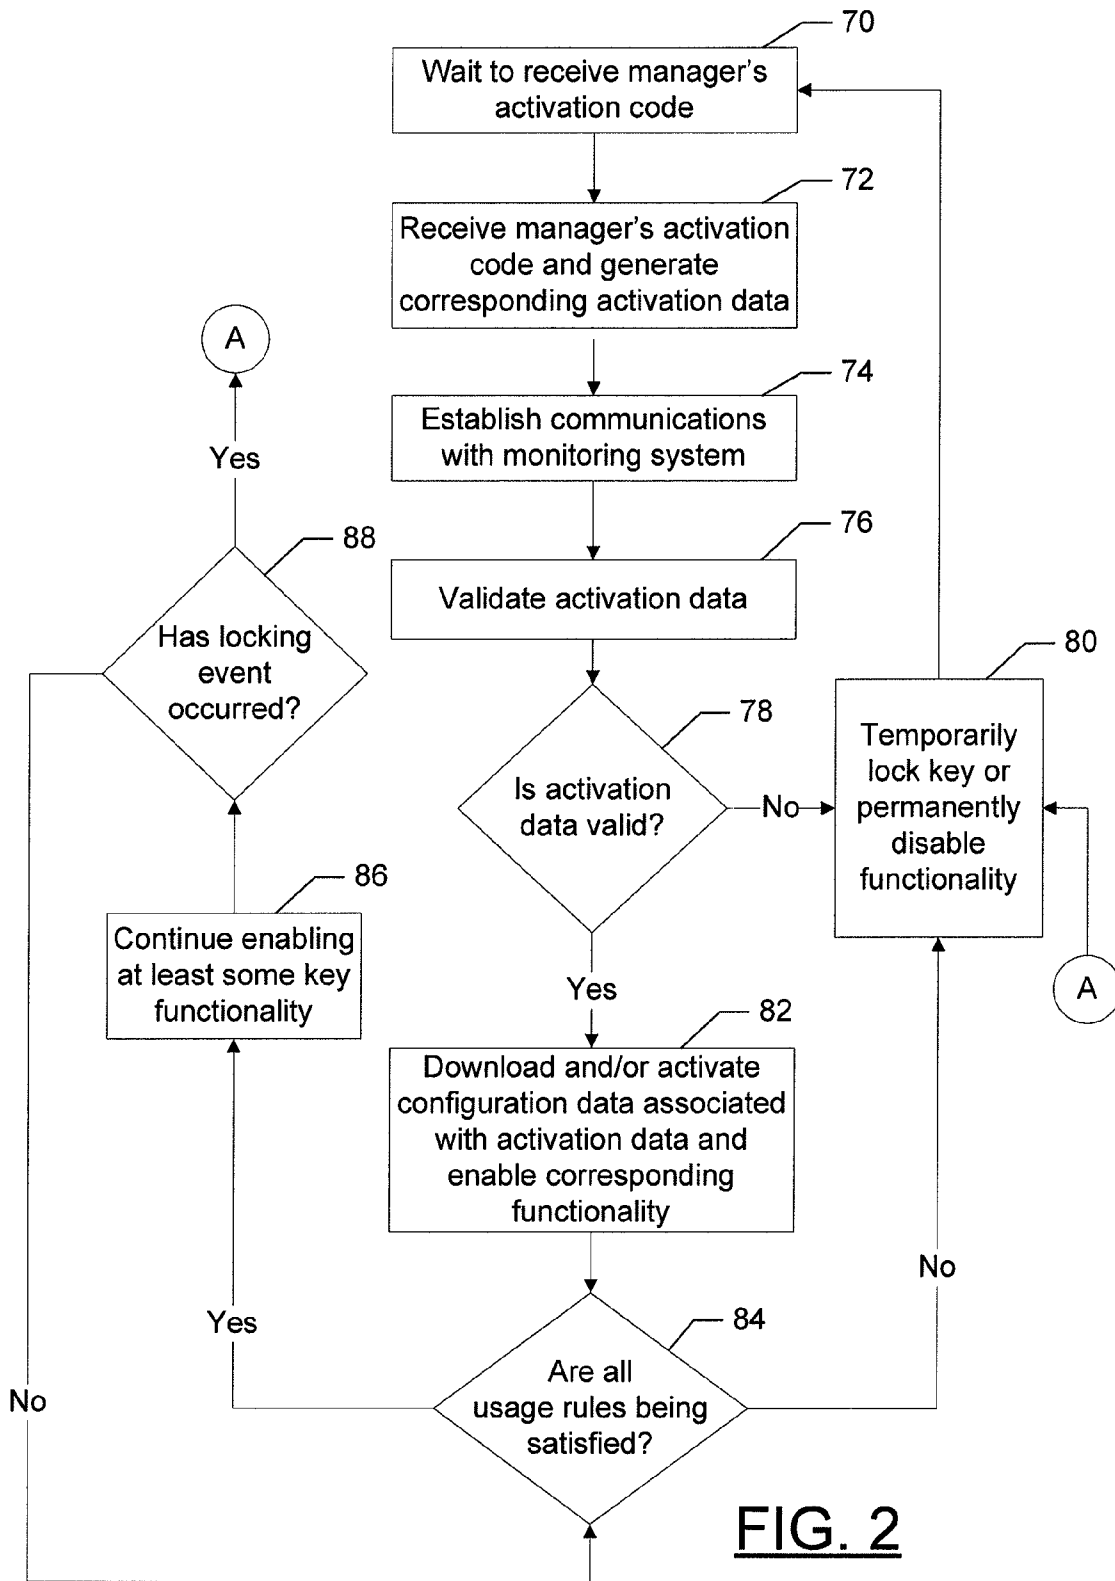 70
Wait to receive manager's
activation code
72
Receive manager's activation
code and generate
corresponding activation data
A
74
Establish communications
with monitoring system
Yes
76
Validate activation data
88
Has locking
event
occurred?
80
Temporarily
lock key or
permanently
disable
functionality
78
Is activation
data valid?
No
86
Continue enabling
at least some key
functionality
A
Yes
82
Download and/or activate
configuration data associated
with activation data and
enable corresponding
functionality
No
Yes
84
Are all
usage rules being
satisfied?
No
FIG. 2